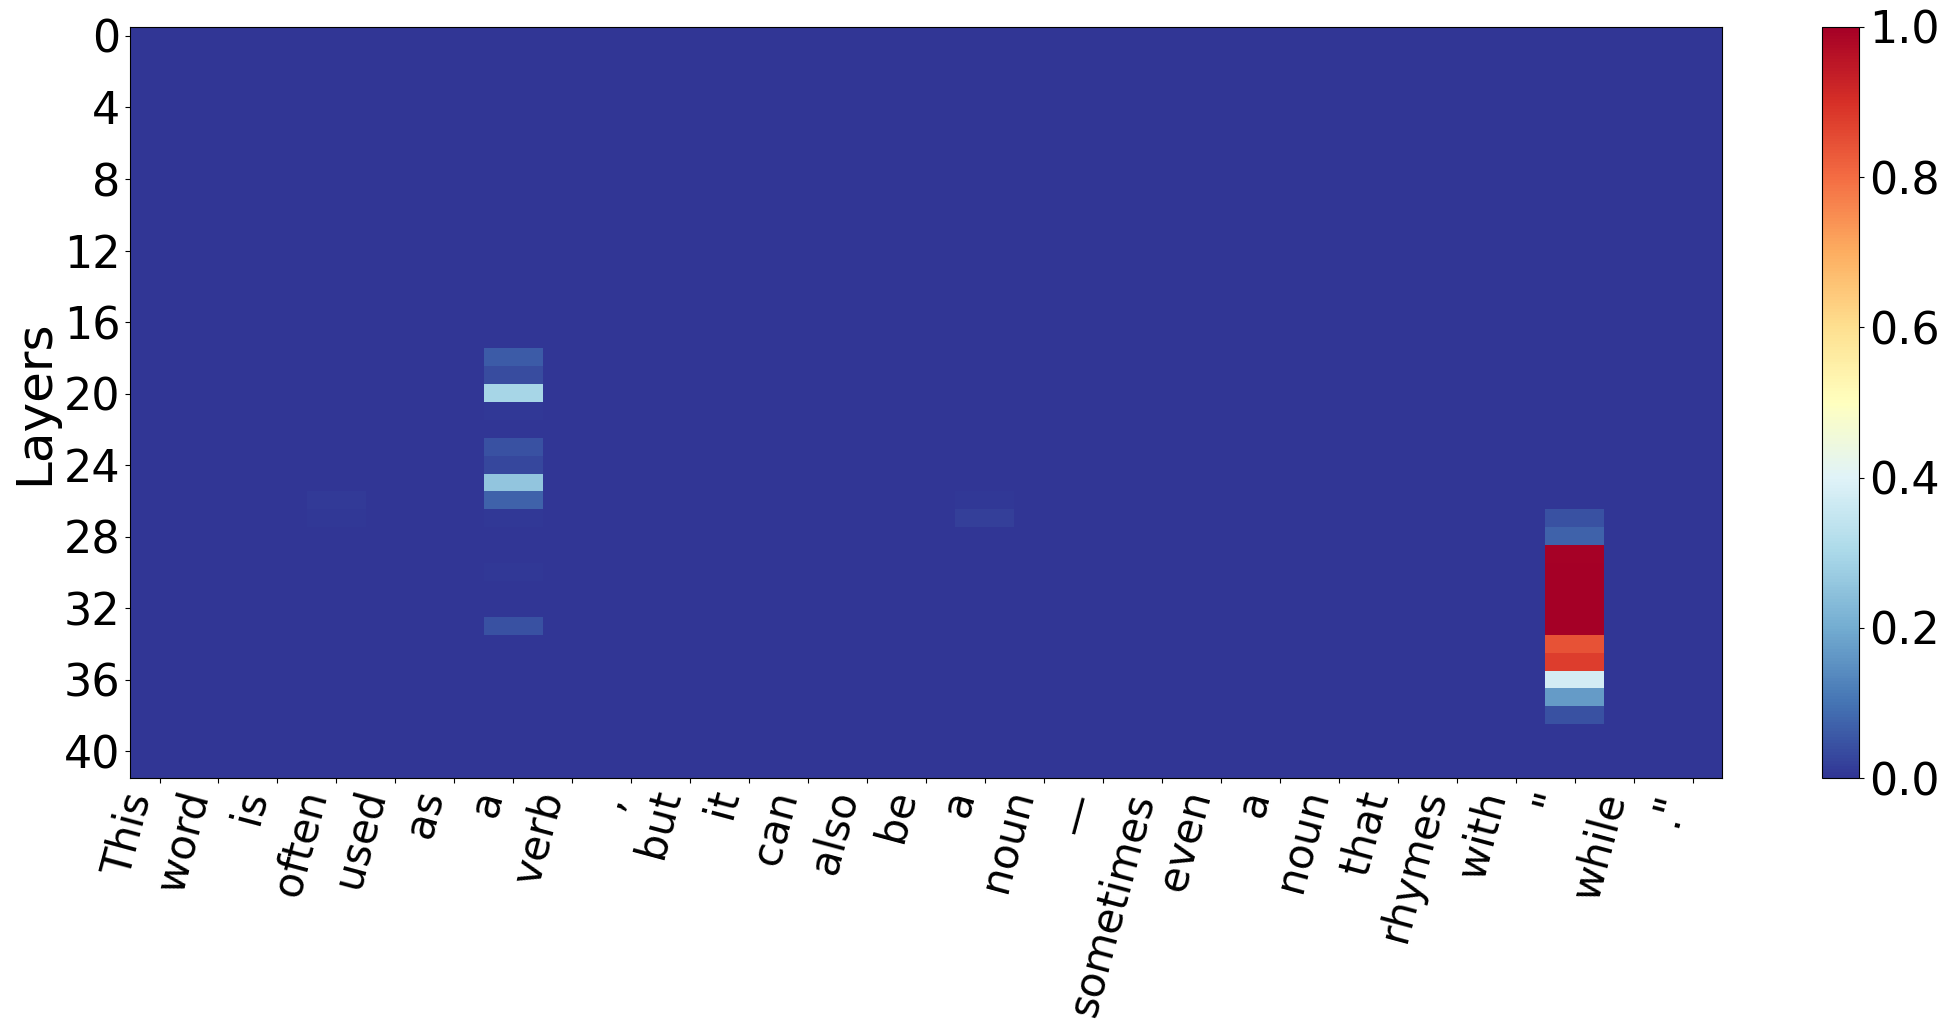 0
4
8
12
16
20
24
28
32
36
40
Layers
This
word
is
often
used
as
a
verb
,
but
it
can
also
be
a
noun
—
sometimes
even
a
noun
that
rhymes
with
"
while
."
1.0
0.8
0.6
0.4
0.2
0.0